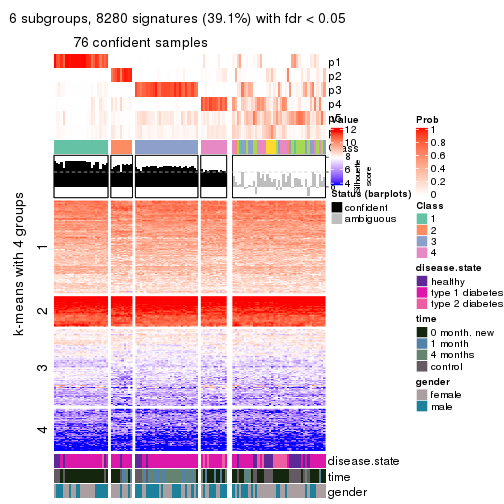 6 subgroups, 8280 signatures (39.1%) with fdr < 0.05
76 confident samples
p1
p2
p3
p4
p5
Class
Silhouette
score
k-means with 4 groups
1
2
3
4
disease.state
time
gender
Value
12
10
8
6
4
Status (barplots)
confident
ambiguous
Prob
1
0.8
0.6
0.4
0.2
0
Class
1
2
3
4
disease.state
healthy
type 1 diabetes
type 2 diabetes
time
0 month. new
1 month
4 months
control
gender
female
male